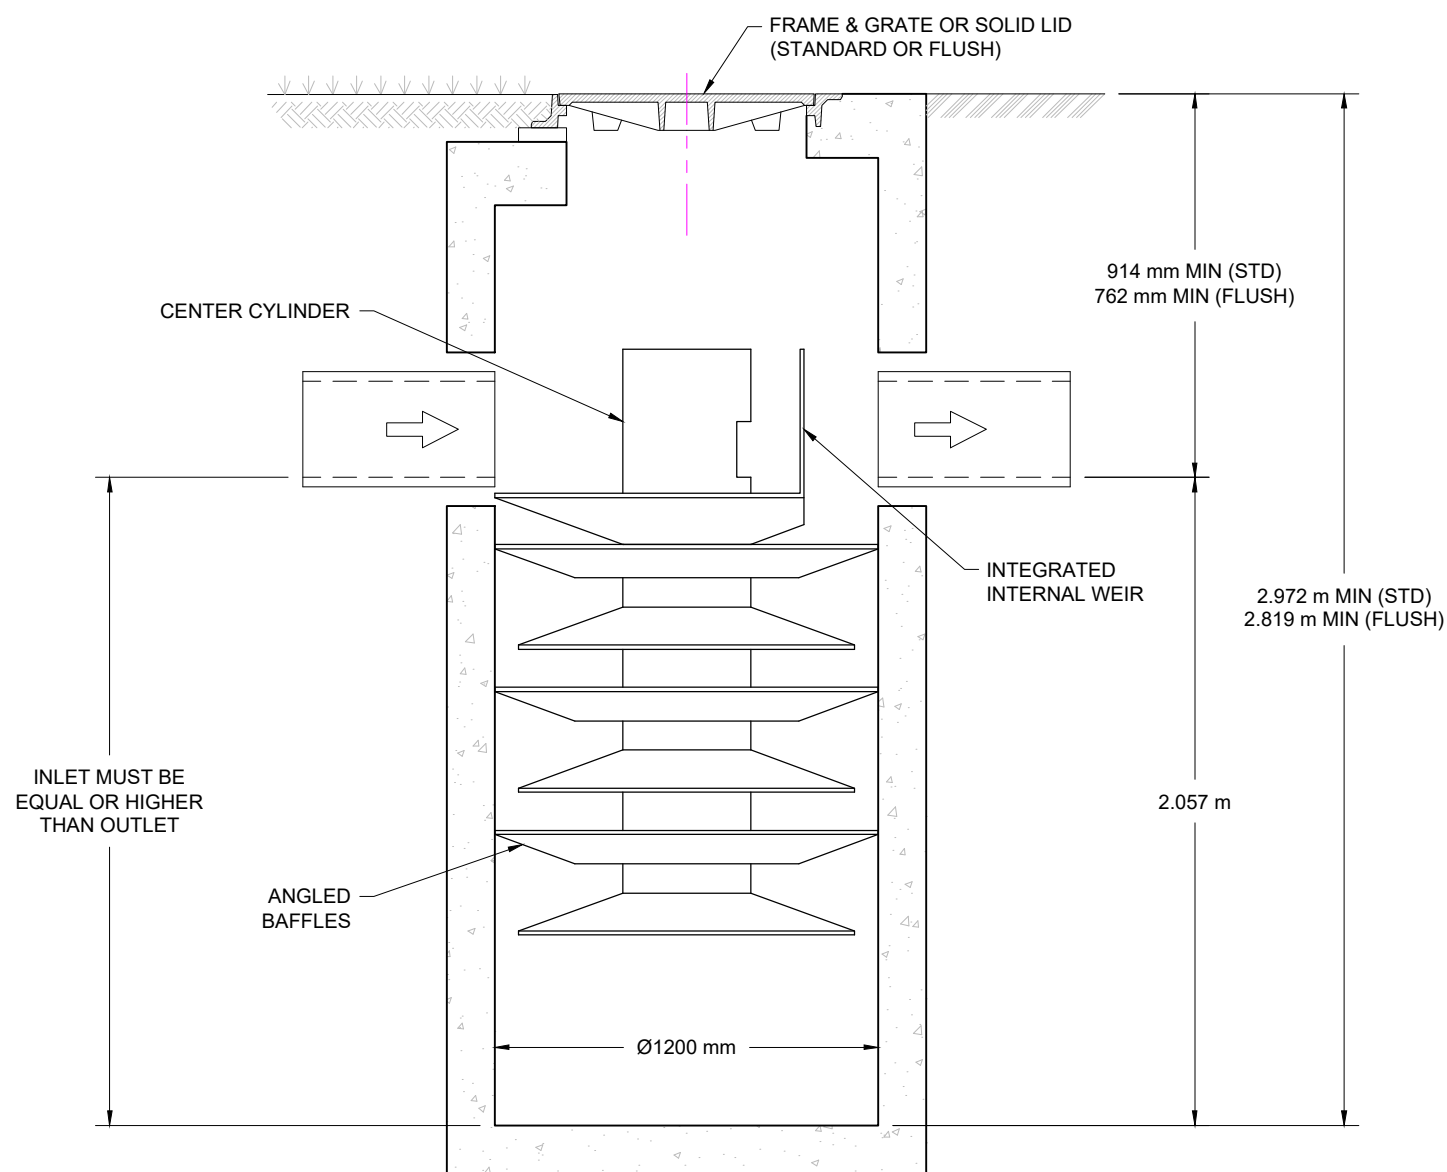 FRAME & GRATE OR SOLID LID
(STANDARD OR FLUSH)
914 mm MIN (STD)
762 mm MIN (FLUSH)
CENTER CYLINDER
INTEGRATED
INTERNAL WEIR
2.972 m MIN (STD)
2.819 m MIN (FLUSH)
INLET MUST BE
EQUAL OR HIGHER
THAN OUTLET
2.057 m
ANGLED
BAFFLES
Ø1200 mm